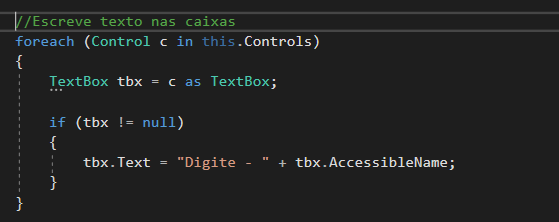 //Escreve texto nas caixas
foreach (Control c in this.Controls)
{
    TextBox tbx = c as TextBox;

    if (tbx != null)
    {
        tbx.Text = "Digite - " + tbx.AccessibleName;
    }
}